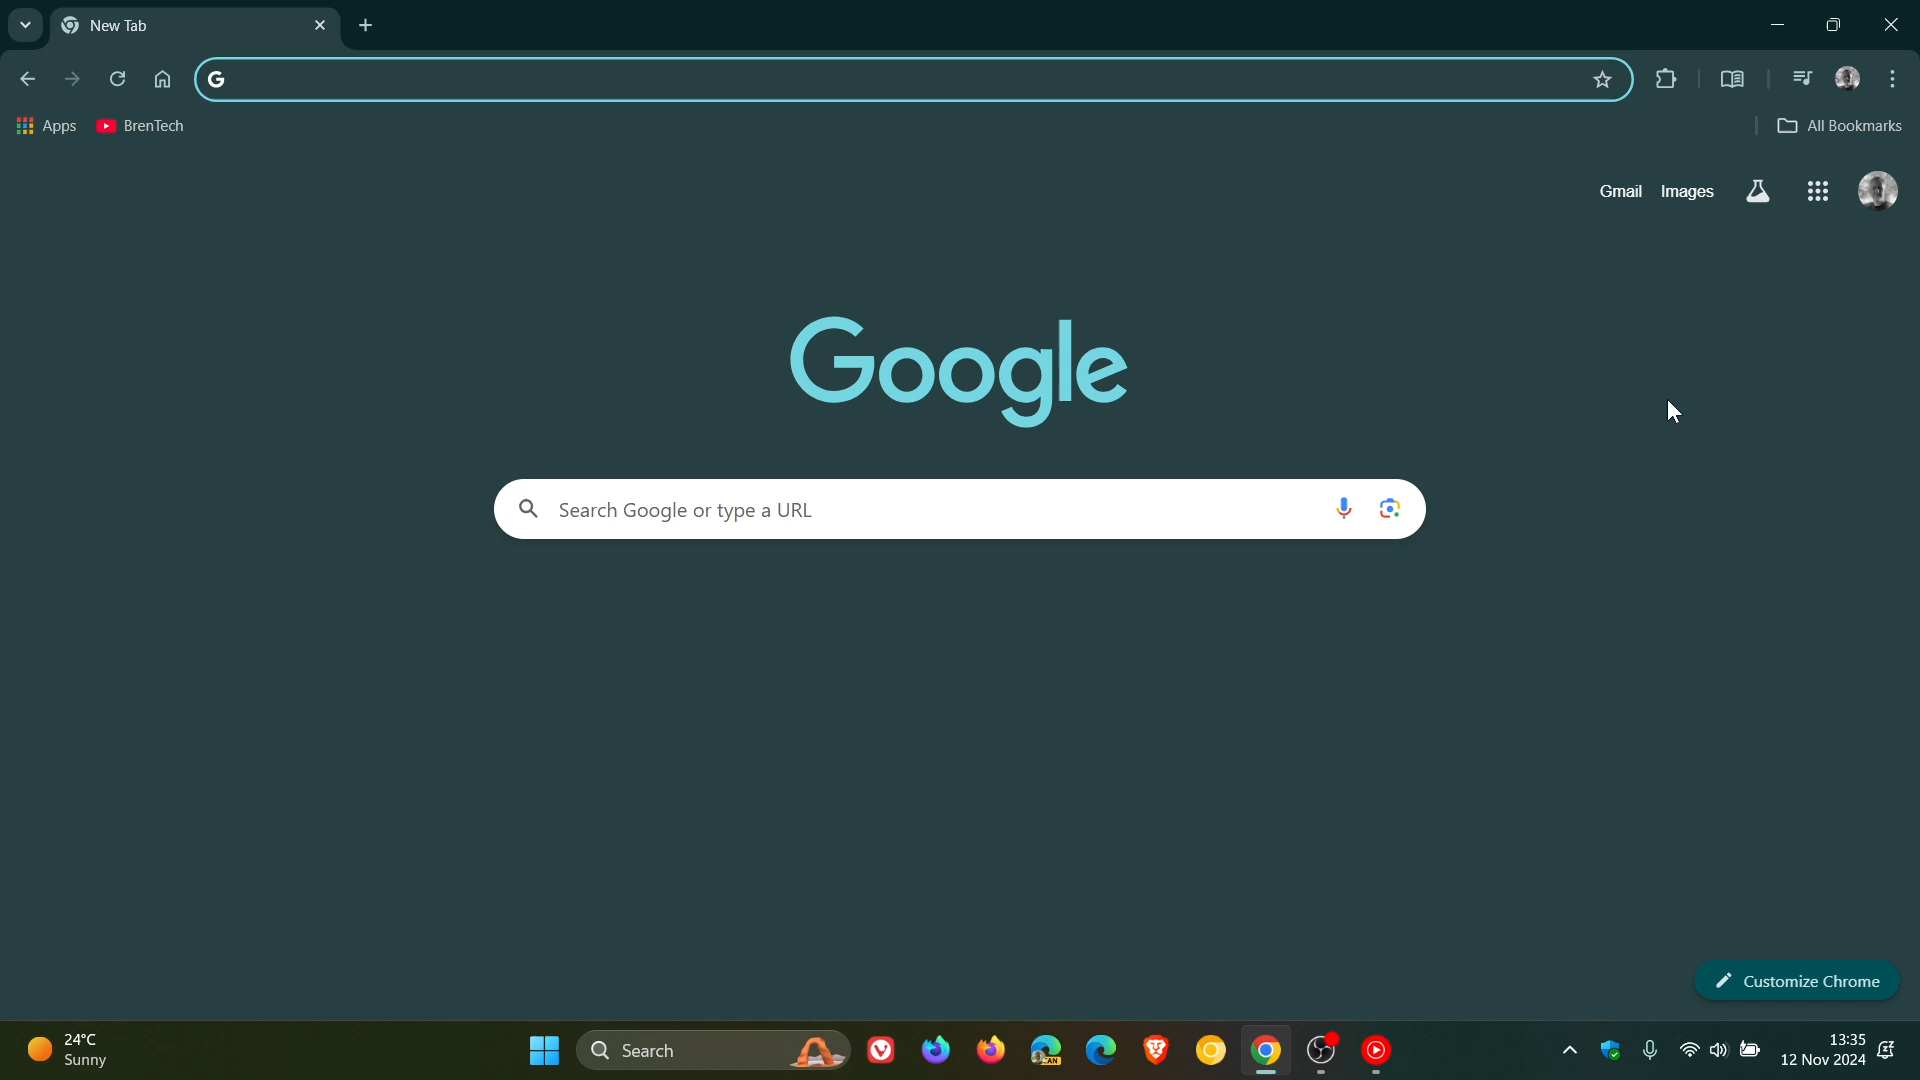 New Tab
Apps
BrenTech
All Bookmarks
Gmail Images
Google
Search Google or type a URL
Customize Chrome
24°C
Sunny
Search
CAN
13:35
12 Nov 2024